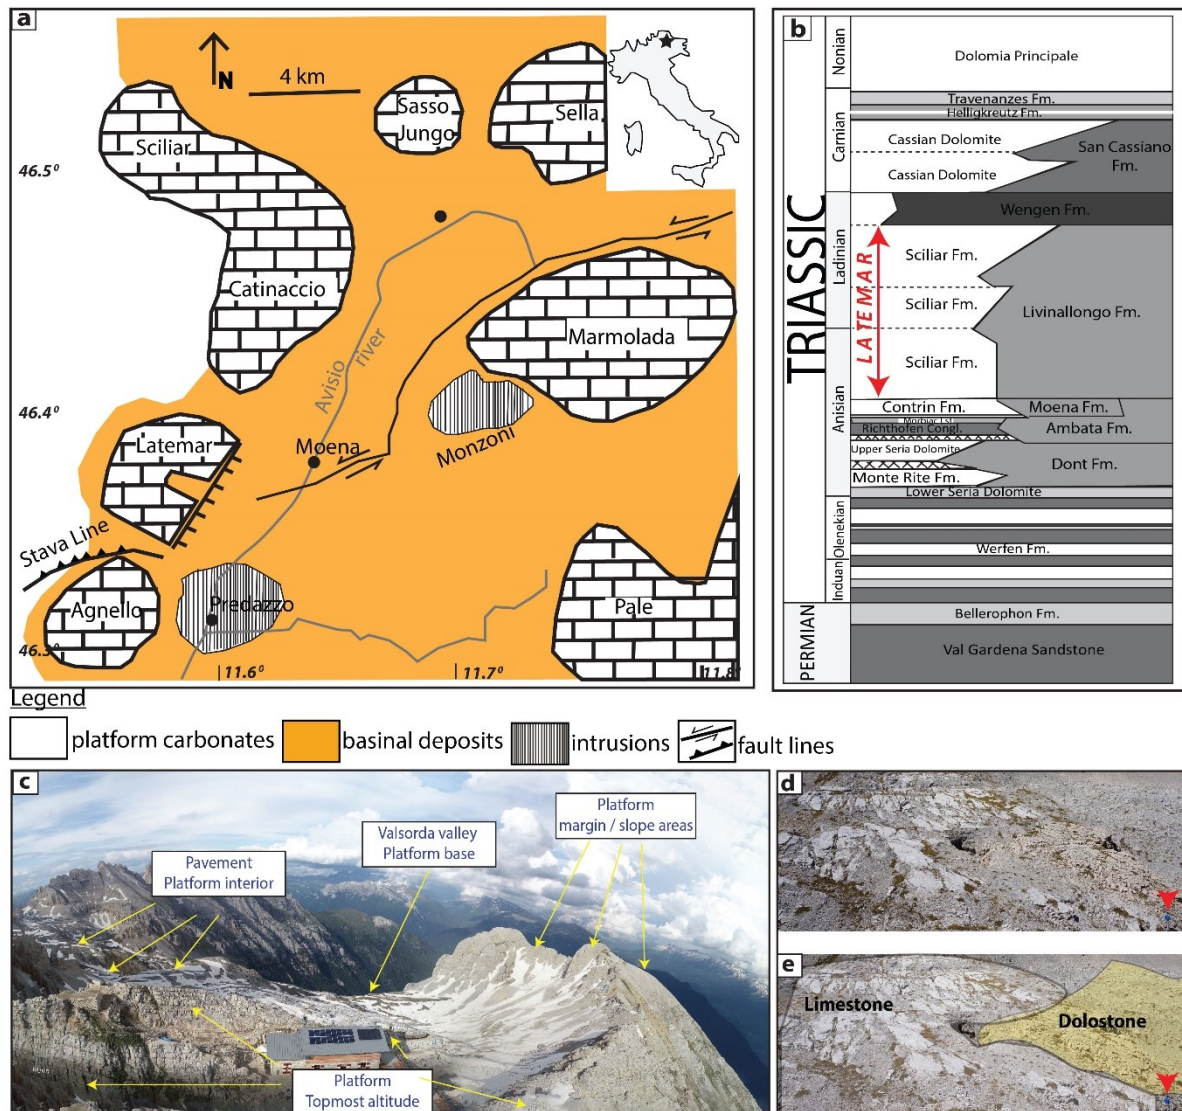 a
N
4 km
Sciliar
Sasso
Jungo
Sella
46.5⁰
Catinaccio
Marmolada
Avisio
river
46.4⁰
Latemar
Moena
Monzoni
Stava Line
Agnello
Predazzo
Pale
46.3⁰
11.6⁰
11.7⁰
11.8⁰
b
TRIASSIC
PERMIAN
Nonian
Carnian
Ladinian
Anisian
Olenekian
Induan
Dolomia Principale
Travenanzes Fm.
Helligkreutz Fm.
Cassian Dolomite
San Cassiano
Fm.
Cassian Dolomite
Wengen Fm.
LATEMAR
Sciliar Fm.
Sciliar Fm.
Livinallongo Fm.
Sciliar Fm.
Contrin Fm.
Moena Fm.
Richthofen Congl.
Ambata Fm.
Upper Seria Dolomite
Dont Fm.
Monte Rite Fm.
Lower Seria Dolomite
Werfen Fm.
Bellerophon Fm.
Val Gardena Sandstone
Legend
platform carbonates
basinal deposits
intrusions
fault lines
c
Pavement
Platform interior
Valsorda valley
Platform base
Platform
margin / slope areas
Platform
Topmost altitude
d
e
Limestone
Dolostone